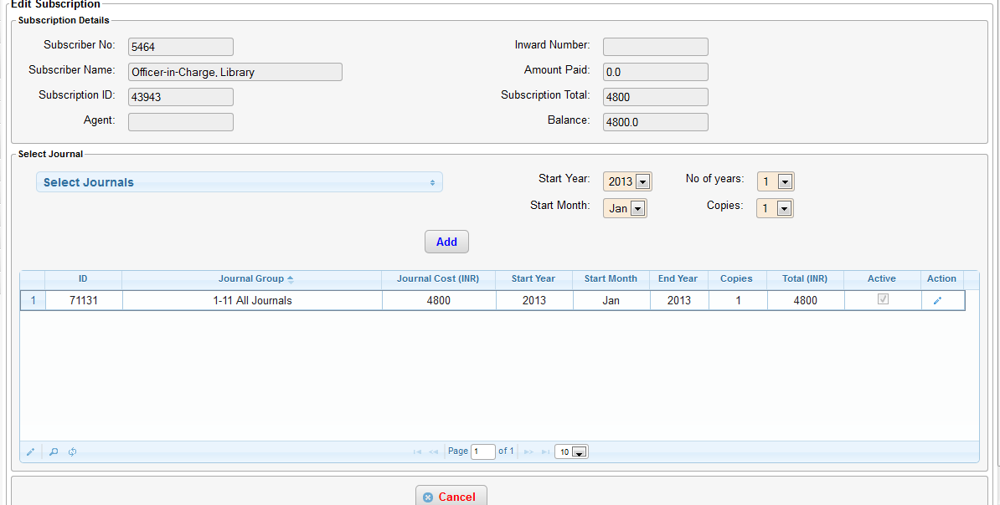 Edit Subscription
Subscription Details
Subscriber No: 5464 Inward Number:
Subscriber Name: Officer-in-Charge, Library Amount Paid: 0.0
Subscription ID: 43943 Subscription Total: 4800
Agent: Balance: 4800.0
Select Journal
Select Journals Start Year: 2013 No of years: 1
Start Month: Jan Copies: 1
Add
ID Journal Group Journal Cost (INR) Start Year Start Month End Year Copies Total (INR) Active Action
1 71131 1-11 All Journals 4800 2013 Jan 2013 1 4800
Page 1 of 1 10
Cancel